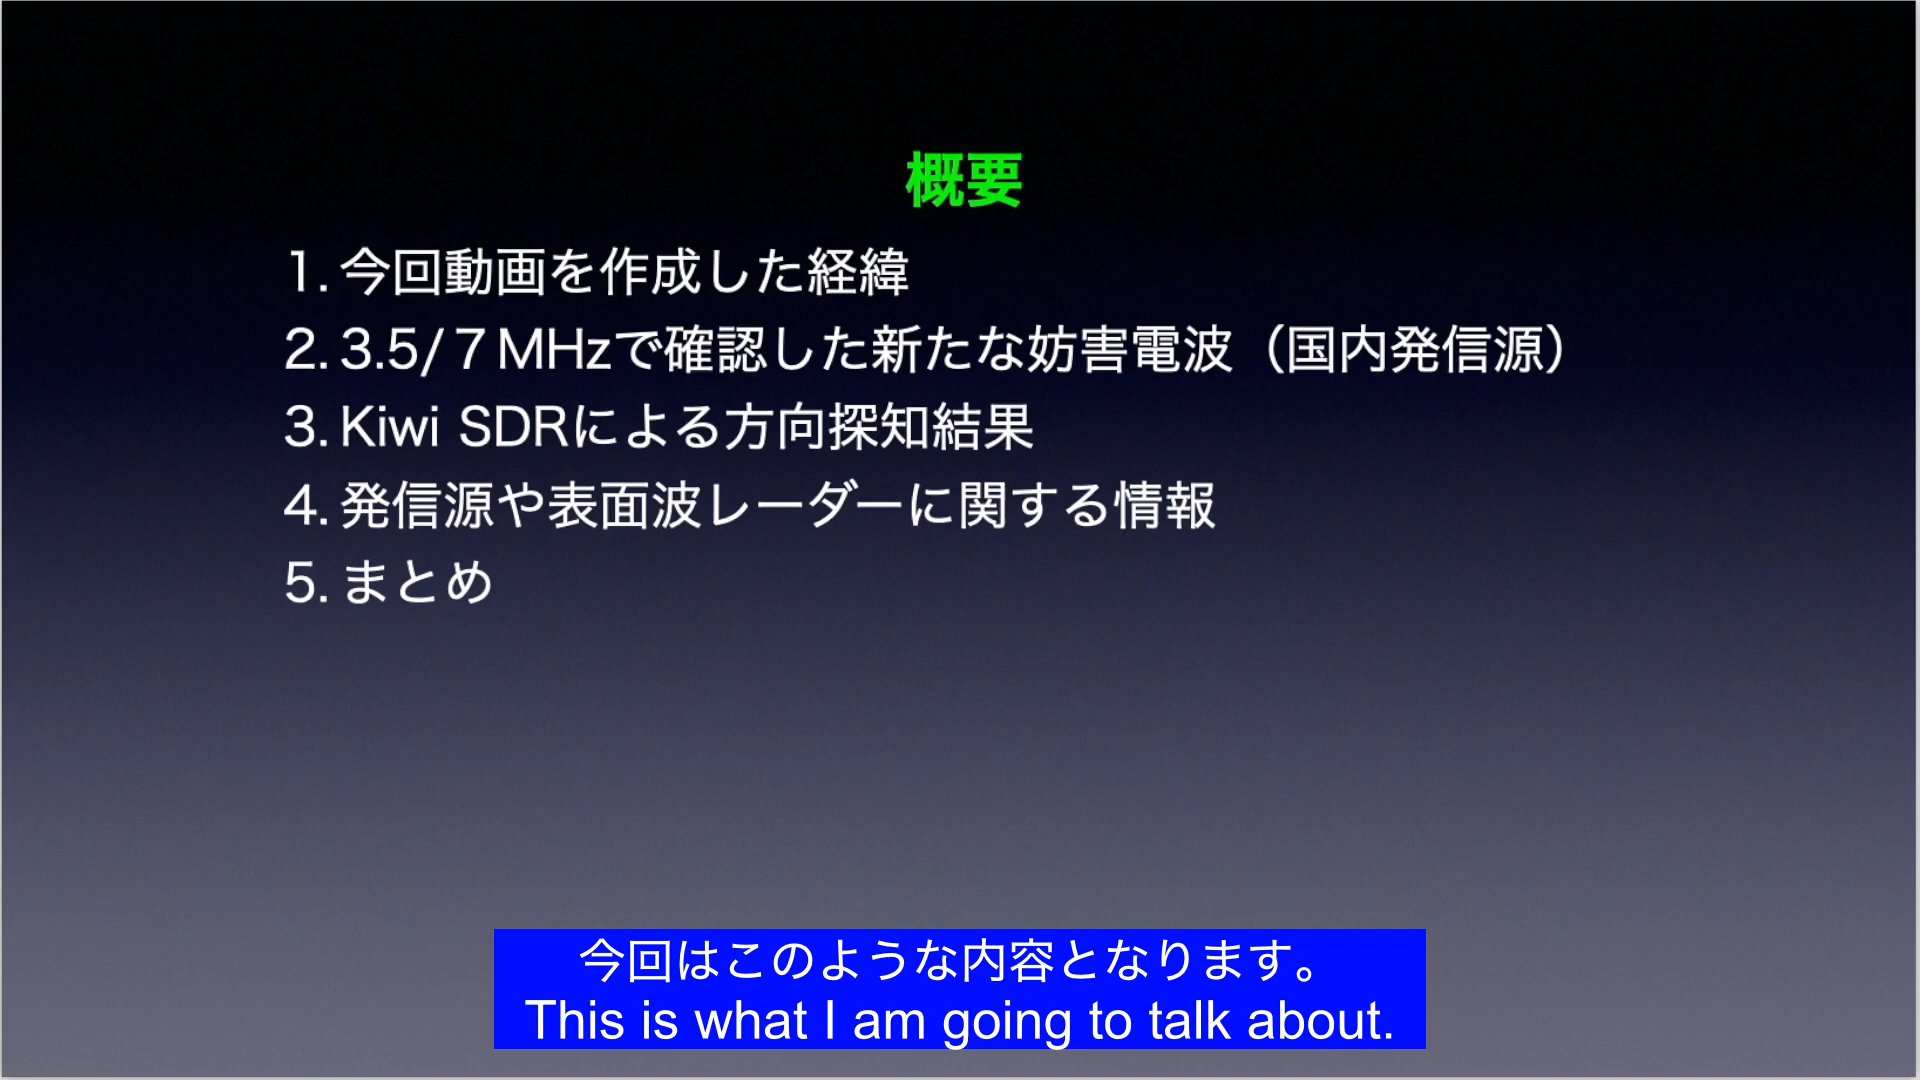 概要
1. 今回動画を作成した経緯
2. 3.5/７MHzで確認した新たな妨害電波（国内発信源）
3. Kiwi SDRによる方向探知結果
4. 発信源や表面波レーダーに関する情報
5. まとめ
今回はこのような内容となります。
This is what I am going to talk about.